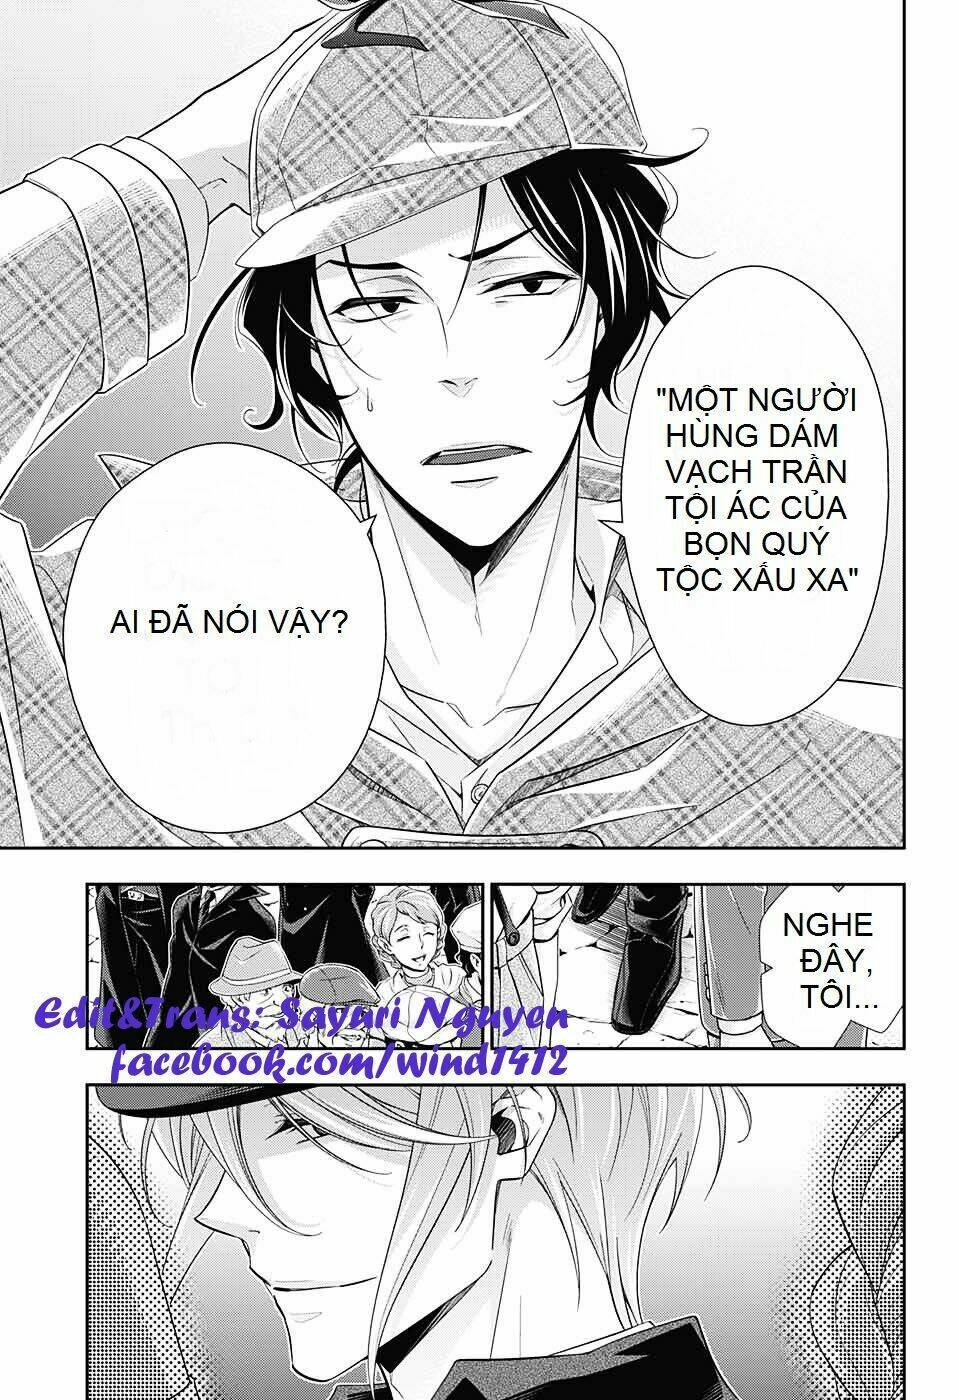 "MỘT NGƯỜI
HÙNG DÁM
VẠCH TRẦN
TỘI ÁC CỦA
BỌN QUÝ
TỘC XẤU XA"
AI ĐÃ NÓI VẬY?
NGHE
ĐÂY,
TÔI...
Edit&Trans: Sayuri Nguyen
facebook.com/wind1412